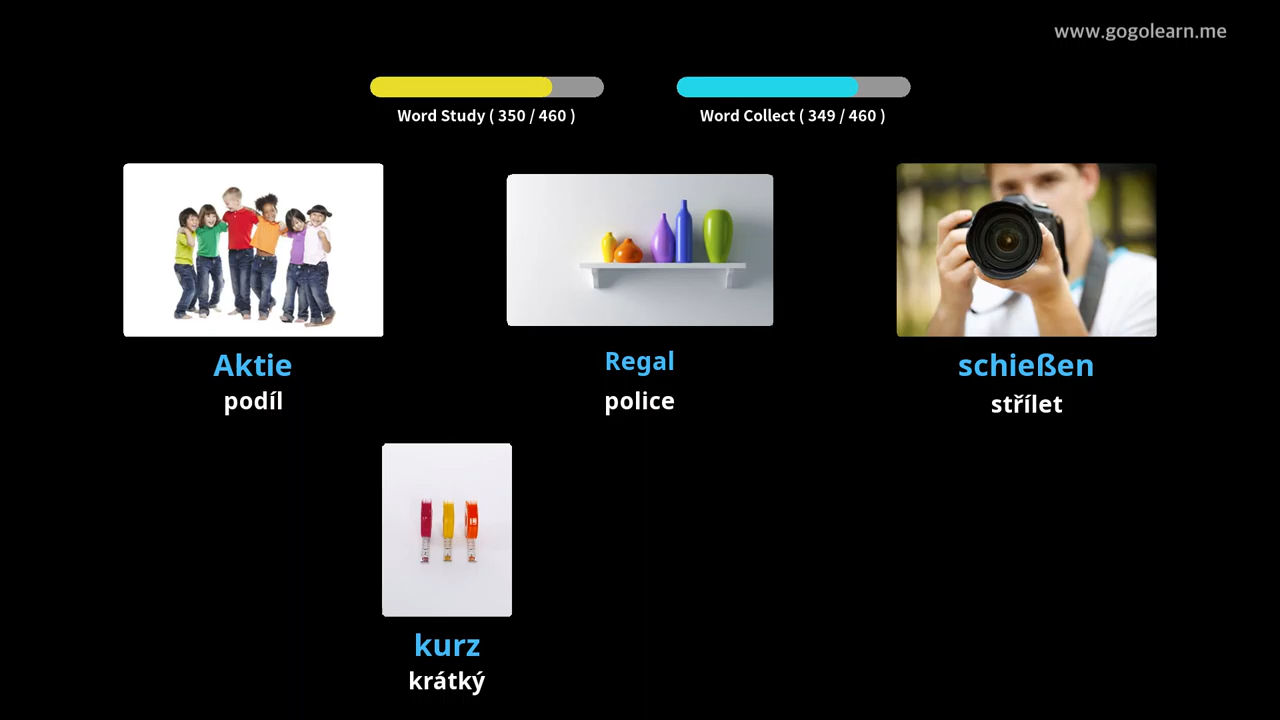 www.gogolearn.me
Word Study ( 350 / 460 )
Word Collect ( 349 / 460 )
Aktie
podíl
Regal
police
schießen
střílet
kurz
krátký